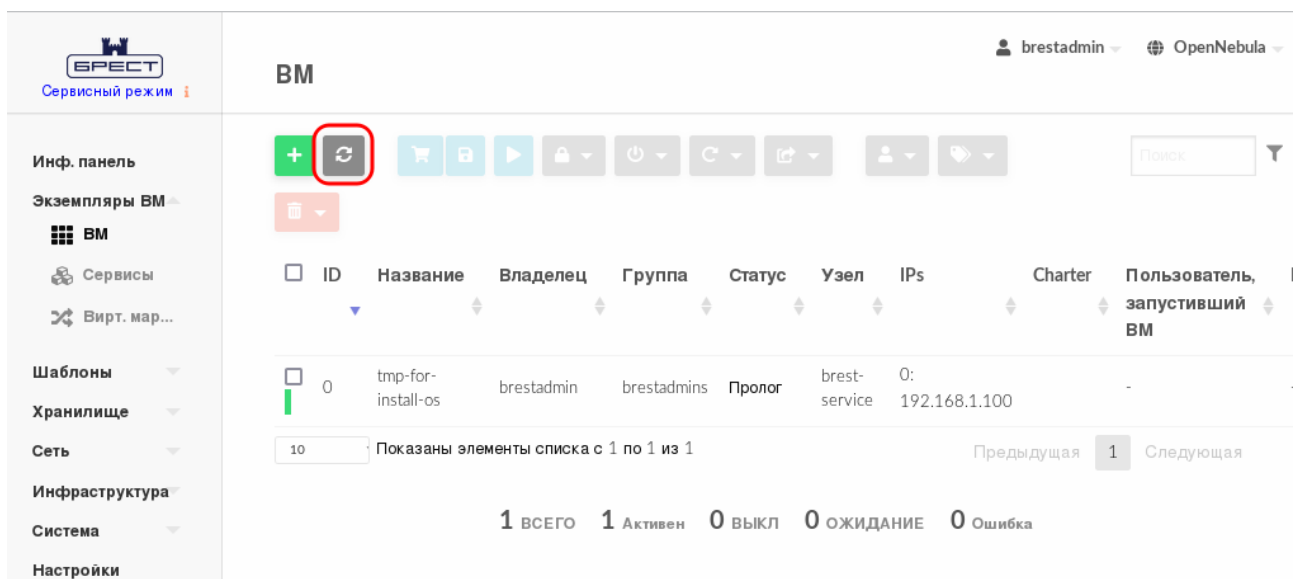 БРЕСТ
Сервисный режим i
brestadmin
OpenNebula
ВМ
Поиск
Инф. панель
Экземпляры ВМ
ВМ
Сервисы
Вирт. мар...
Шаблоны
Хранилище
Сеть
Инфраструктура
Система
Настройки
ID Название Владелец Группа Статус Узел IPs Charter Пользователь,
запустивший
ВМ
0 tmp-for-
install-os brestadmin brestadmins Пролог brest-
service 0:
192.168.1.100 -
10 Показаны элементы списка с 1 по 1 из 1 Предыдущая 1 Следующая
1 ВСЕГО 1 Активен 0 ВЫКЛ 0 ОЖИДАНИЕ 0 Ошибка